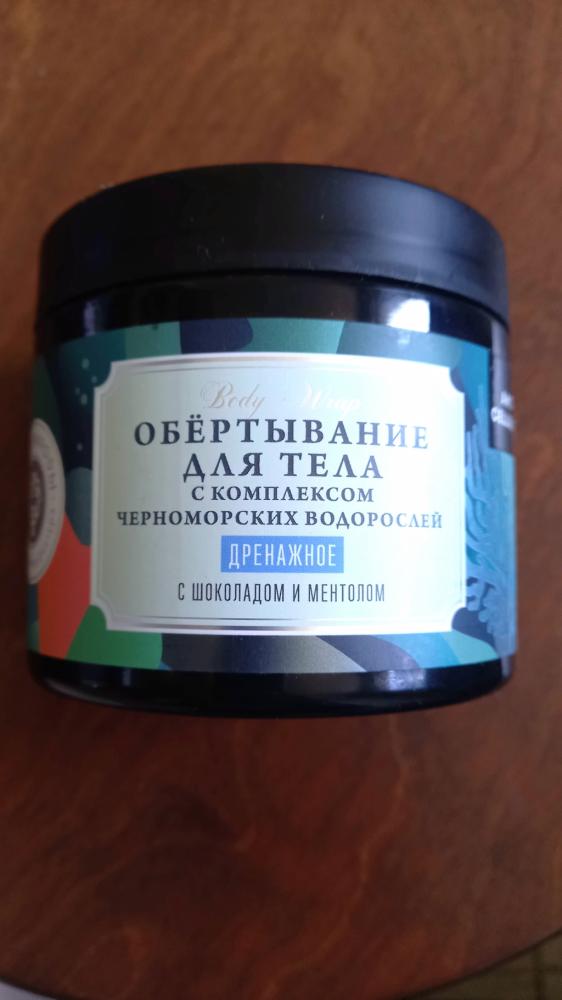 Body Wrap
ОБЁРТЫВАНИЕ
ДЛЯ ТЕЛА
С КОМПЛЕКСОМ
ЧЕРНОМОРСКИХ ВОДОРОСЛЕЙ
ДРЕНАЖНОЕ
С ШОКОЛАДОМ И МЕНТОЛОМ